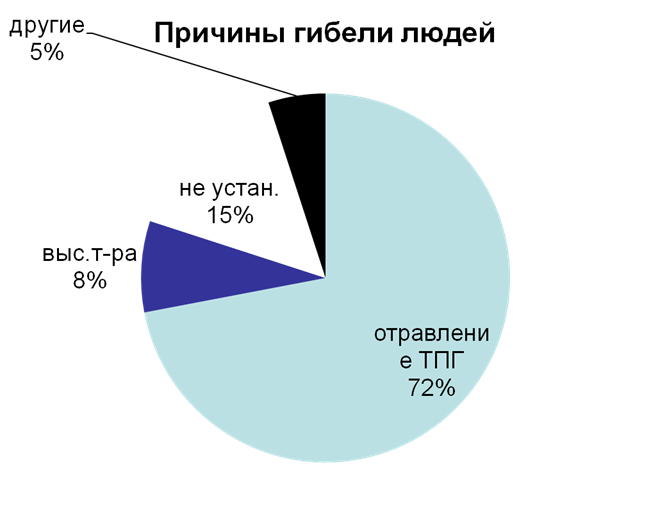 другие
5%
Причины гибели людей
не устан.
15%
выс.т-ра
8%
отравлени
е ТПГ
72%